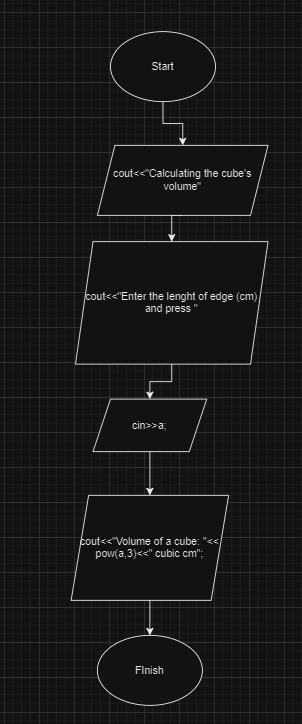 Start
cout<<"Calculating the cube's
volume"
cout<<"Enter the lenght of edge (cm)
and press "
cin>>a;
cout<<"Volume of a cube: "<<
pow(a,3)<<" cubic cm";
FInish